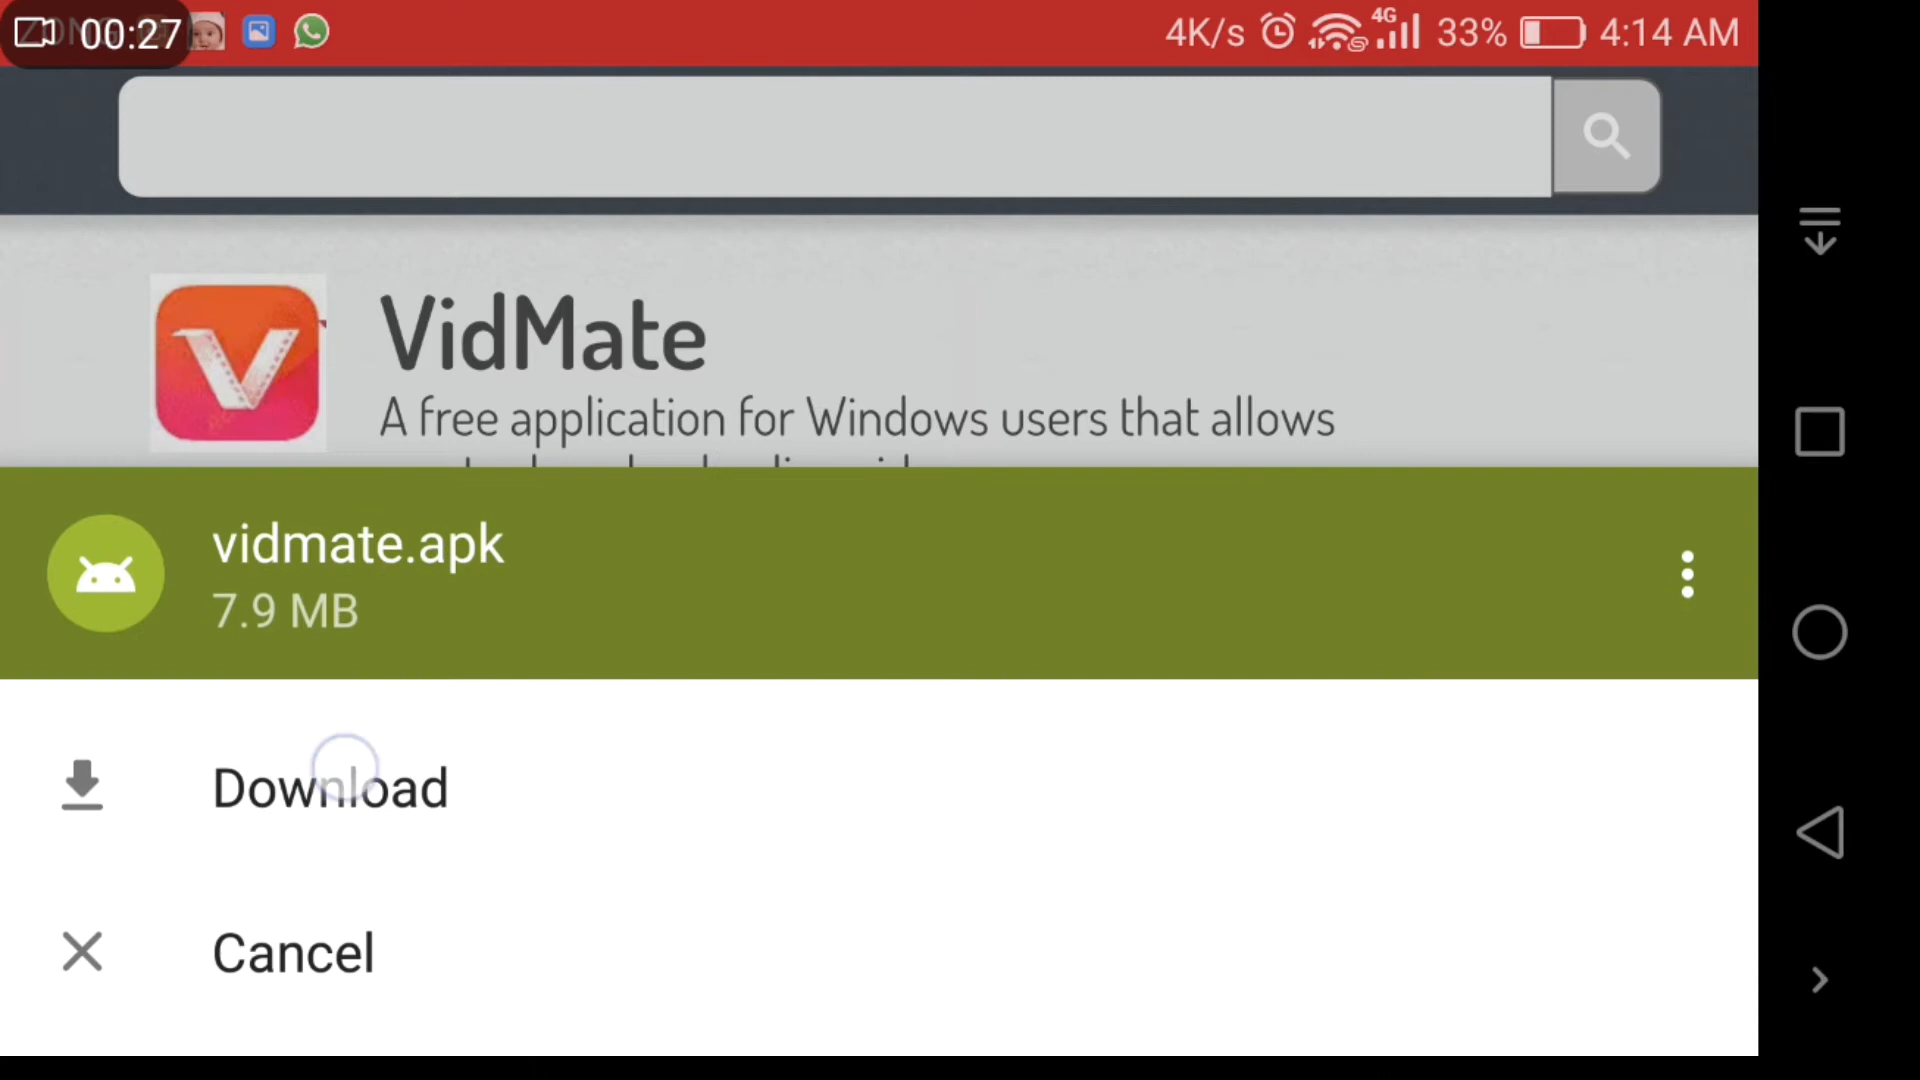 00:27
4K/s 4G 33% 4:14 AM
VidMate
A free application for Windows users that allows
vidmate.apk
7.9 MB
Download
Cancel